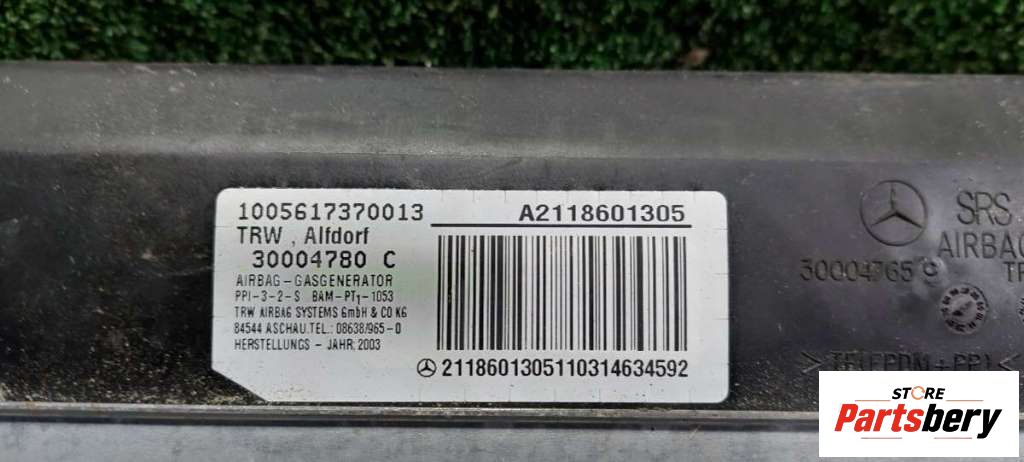 1005617370013
A2118601305
TRW , Alfdorf
30004780 C
AIRBAG-GASGENERATOR
PPI-3-2-S BAM-PT1-1053
TRW AIRBAG SYSTEMS GmbH & CO KG
84544 ASCHAU.TEL.: 08638/965-0
HERSTELLUNGS - JAHR: 2003
2118601305110314634592
SRS
AIRBAG
30004765 C
STORE
Partsbery